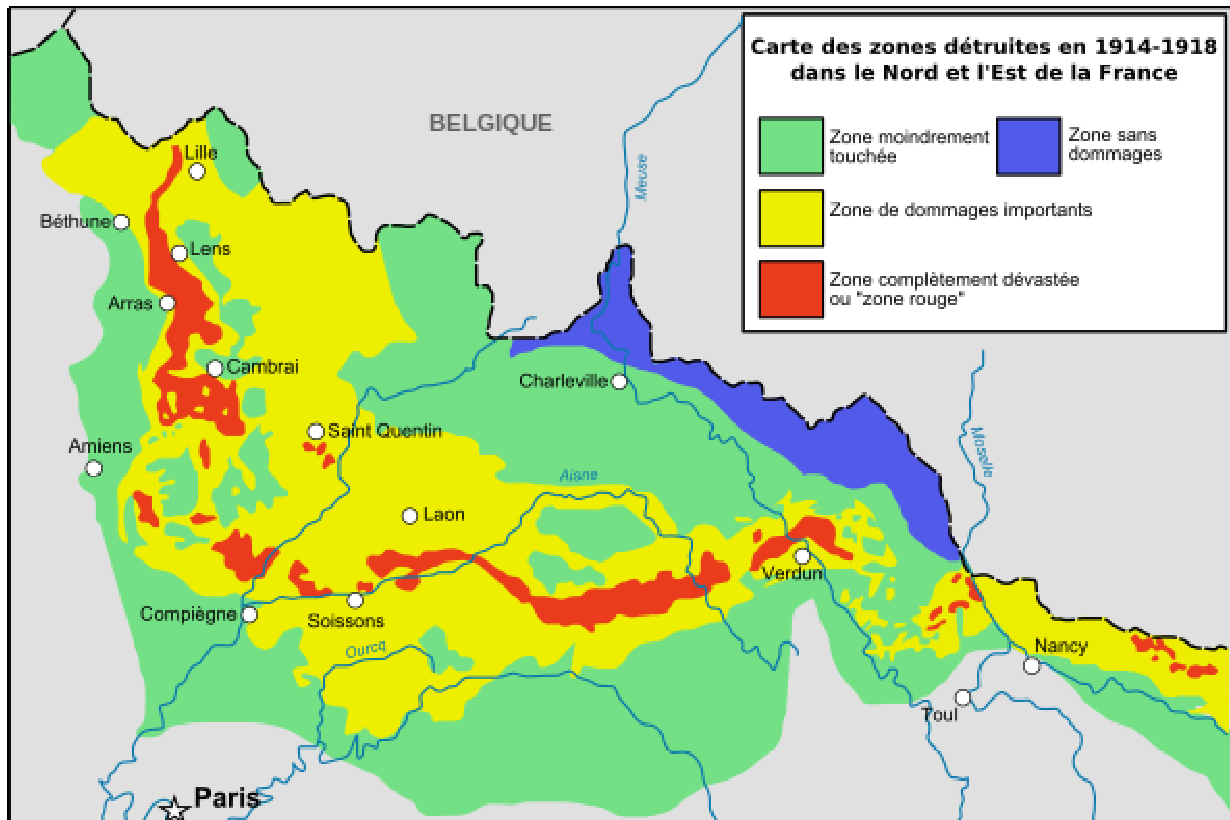 Carte des zones détruites en 1914-1918
dans le Nord et l'Est de la France
Zone moindrement
touchée
Zone sans
dommages
Zone de dommages importants
Zone complètement dévastée
ou "zone rouge"
BELGIQUE
Meuse
Lille
Béthune
Lens
Arras
Cambrai
Charleville
Saint Quentin
Amiens
Moselle
Aisne
Laon
Verdun
Compiègne
Soissons
Ourcq
Nancy
Toul
Paris